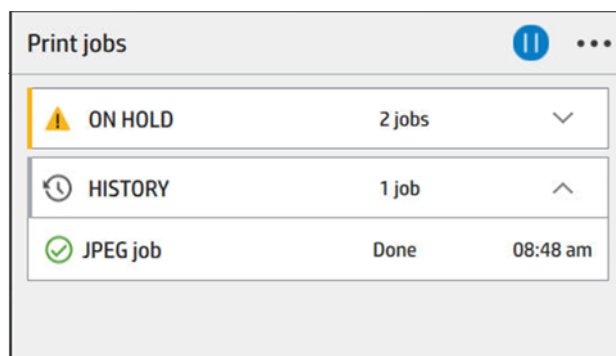 Print jobs
ON HOLD 2 jobs
HISTORY 1 job
JPEG job Done 08:48 am